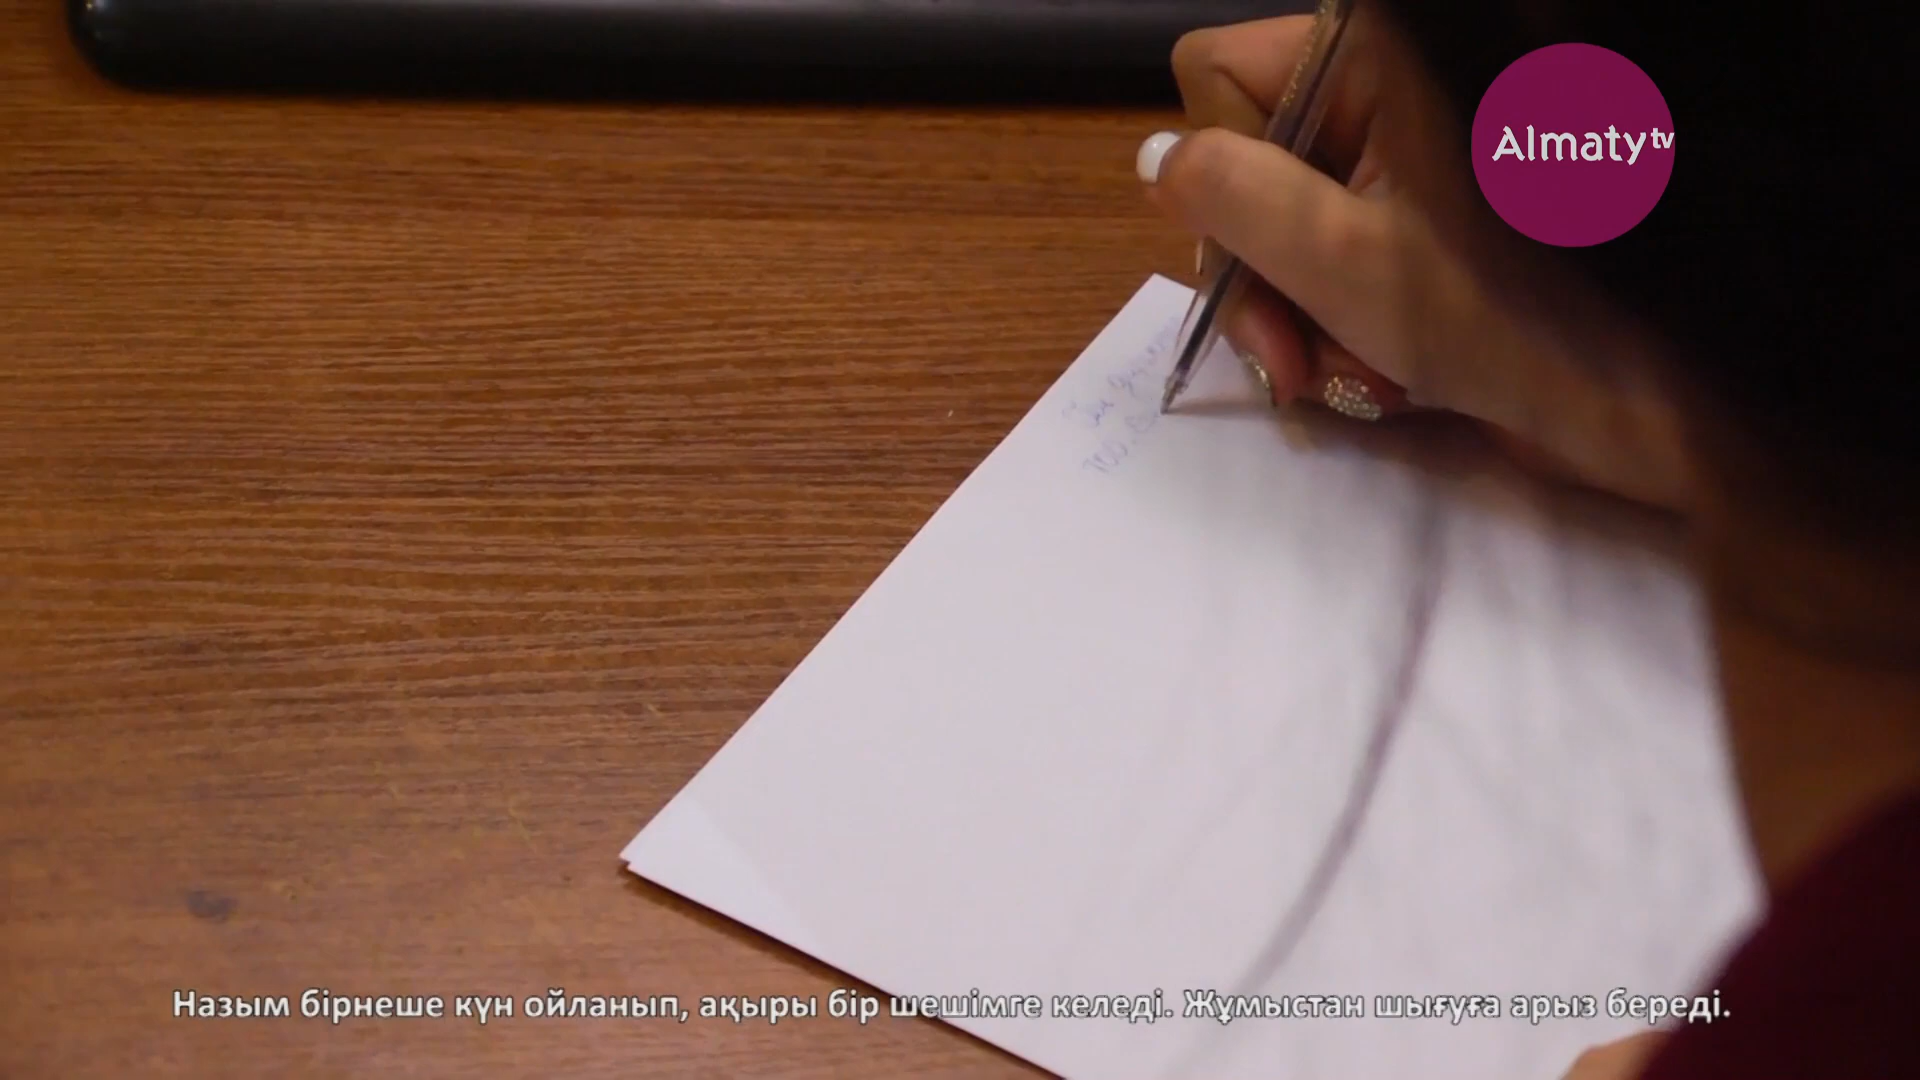 Almaty tv
Назым бірнеше күн ойланып, ақыры бір шешімге келеді. Жұмыстан шығуға арыз береді.